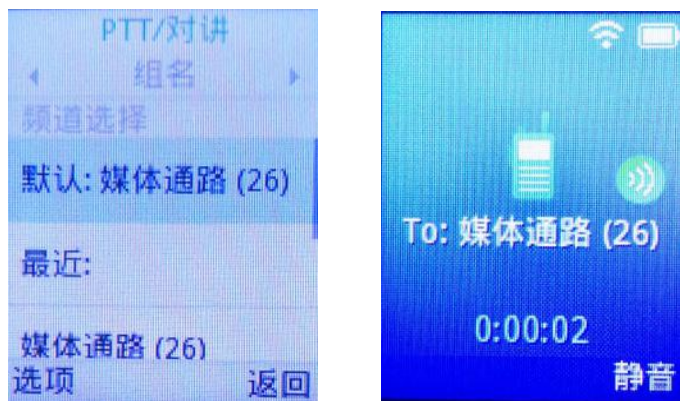 PTT/对讲
组名
频道选择
默认: 媒体通路 (26)
最近:
媒体通路 (26)
选项 返回
To: 媒体通路 (26)
0:00:02
静音